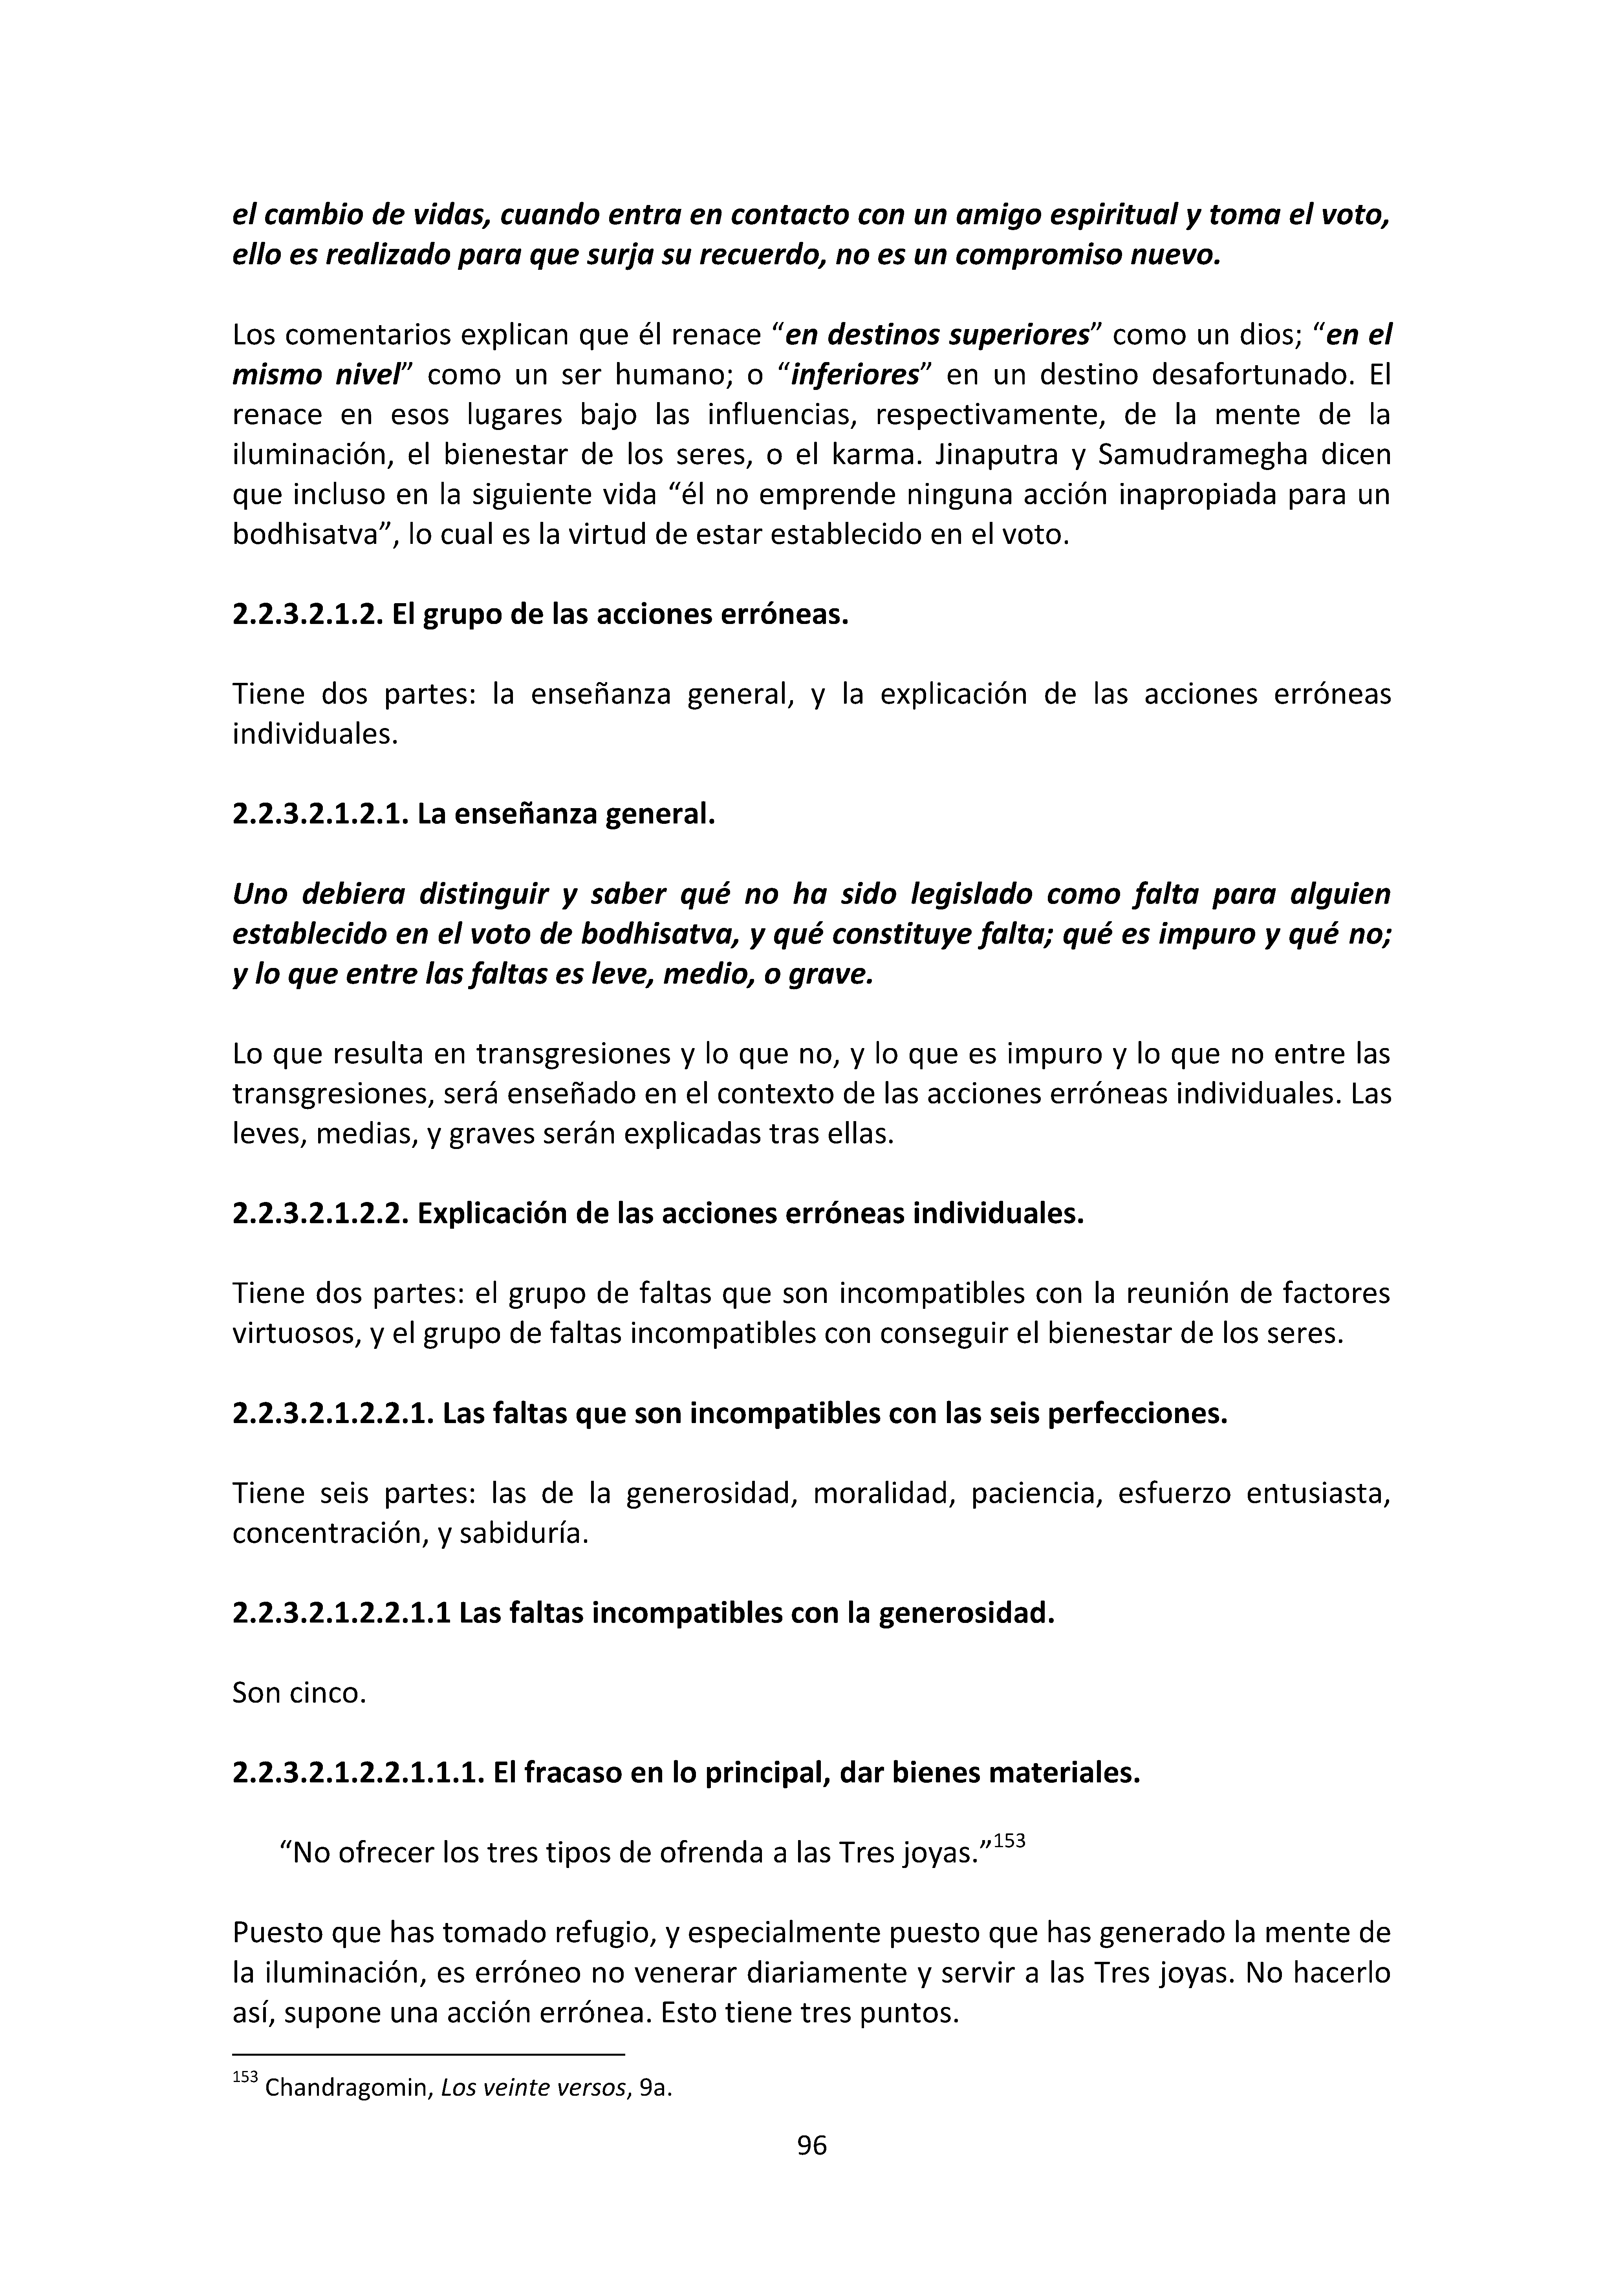 el cambio de vidas, cuando entra en contacto con un amigo espiritual y toma el voto,
ello es realizado para que surja su recuerdo, no es un compromiso nuevo.
Los comentarios explican que él renace “en destinos superiores” como un dios; “en el
mismo nivel” como un ser humano; o “inferiores” en un destino desafortunado. El
renace en esos lugares bajo las influencias, respectivamente, de la mente de la
iluminación, el bienestar de los seres, o el karma. Jinaputra y Samudramegha dicen
que incluso en la siguiente vida “él no emprende ninguna acción inapropiada para un
bodhisatva”, lo cual es la virtud de estar establecido en el voto.
2.2.3.2.1.2. El grupo de las acciones erróneas.
Tiene dos partes: la enseñanza general, y la explicación de las acciones erróneas
individuales.
2.2.3.2.1.2.1. La enseñanza general.
Uno debiera distinguir y saber qué no ha sido legislado como falta para alguien
establecido en el voto de bodhisatva, y qué constituye falta; qué es impuro y qué no;
y lo que entre las faltas es leve, medio, o grave.
Lo que resulta en transgresiones y lo que no, y lo que es impuro y lo que no entre las
transgresiones, será enseñado en el contexto de las acciones erróneas individuales. Las
leves, medias, y graves serán explicadas tras ellas.
2.2.3.2.1.2.2. Explicación de las acciones erróneas individuales.
Tiene dos partes: el grupo de faltas que son incompatibles con la reunión de factores
virtuosos, y el grupo de faltas incompatibles con conseguir el bienestar de los seres.
2.2.3.2.1.2.2.1. Las faltas que son incompatibles con las seis perfecciones.
Tiene seis partes: las de la generosidad, moralidad, paciencia, esfuerzo entusiasta,
concentración, y sabiduría.
2.2.3.2.1.2.2.1.1 Las faltas incompatibles con la generosidad.
Son cinco.
2.2.3.2.1.2.2.1.1.1. El fracaso en lo principal, dar bienes materiales.
“No ofrecer los tres tipos de ofrenda a las Tres joyas.”153
Puesto que has tomado refugio, y especialmente puesto que has generado la mente de
la iluminación, es erróneo no venerar diariamente y servir a las Tres joyas. No hacerlo
así, supone una acción errónea. Esto tiene tres puntos.
153 Chandragomin, Los veinte versos, 9a.
96